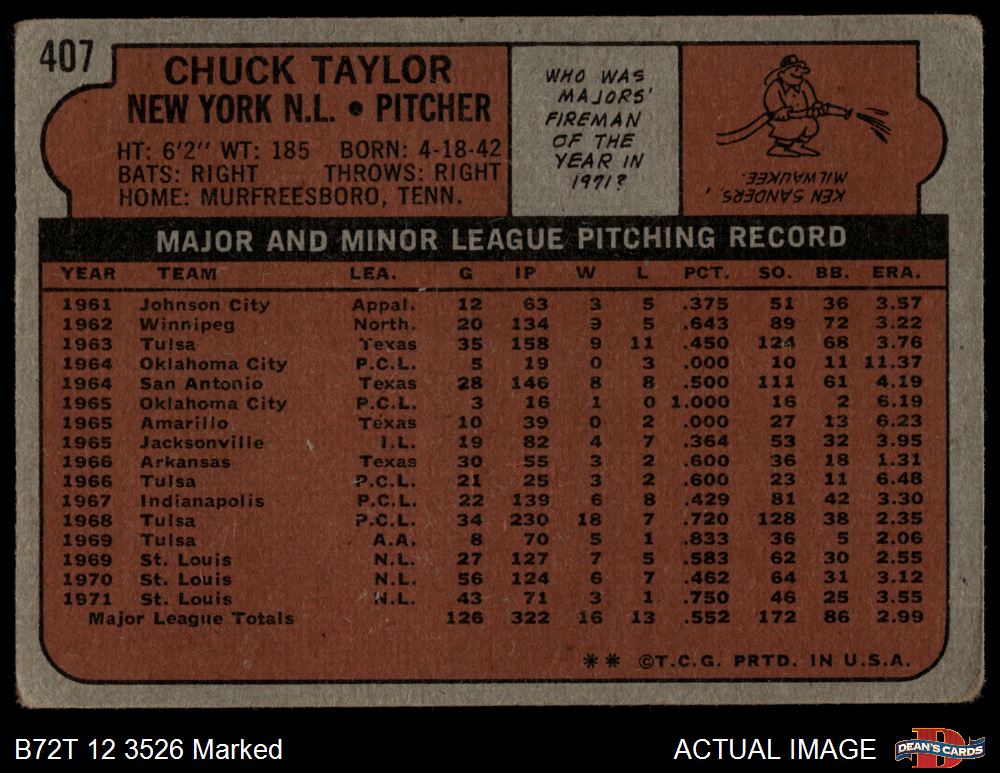 407
CHUCK TAYLOR
NEW YORK N.L. • PITCHER
HT: 6'2" WT: 185 BORN: 4-18-42
BATS: RIGHT THROWS: RIGHT
HOME: MURFREESBORO, TENN.
WHO WAS
MAJORS'
FIREMAN
OF THE
YEAR IN
1971?
KEN SANDERS,
MILWAUKEE.
MAJOR AND MINOR LEAGUE PITCHING RECORD
YEAR TEAM LEA. G IP W L PCT. SO. BB. ERA.
1961 Johnson City Appal. 12 63 3 5 .375 51 36 3.57
1962 Winnipeg North. 20 134 9 5 .643 89 72 3.22
1963 Tulsa Texas 35 158 9 11 .450 124 68 3.76
1964 Oklahoma City P.C.L. 5 19 0 3 .000 10 11 11.37
1964 San Antonio Texas 28 146 8 8 .500 111 61 4.19
1965 Oklahoma City P.C.L. 3 16 1 0 1.000 16 2 6.19
1965 Amarillo Texas 10 39 0 2 .000 27 13 6.23
1965 Jacksonville I.L. 19 82 4 7 .364 53 32 3.95
1966 Arkansas Texas 30 55 3 2 .600 36 18 1.31
1966 Tulsa P.C.L. 21 25 3 2 .600 23 11 6.48
1967 Indianapolis P.C.L. 22 139 6 8 .429 81 42 3.30
1968 Tulsa P.C.L. 34 230 18 7 .720 128 38 2.35
1969 Tulsa A.A. 8 70 5 1 .833 36 5 2.06
1969 St. Louis N.L. 27 127 7 5 .583 62 30 2.55
1970 St. Louis N.L. 56 124 6 7 .462 64 31 3.12
1971 St. Louis N.L. 43 71 3 1 .750 46 25 3.55
Major League Totals 126 322 16 13 .552 172 86 2.99
** ©T.C.G. PRTD. IN U.S.A.
B72T 12 3526 Marked
ACTUAL IMAGE
D
DEAN'S CARDS